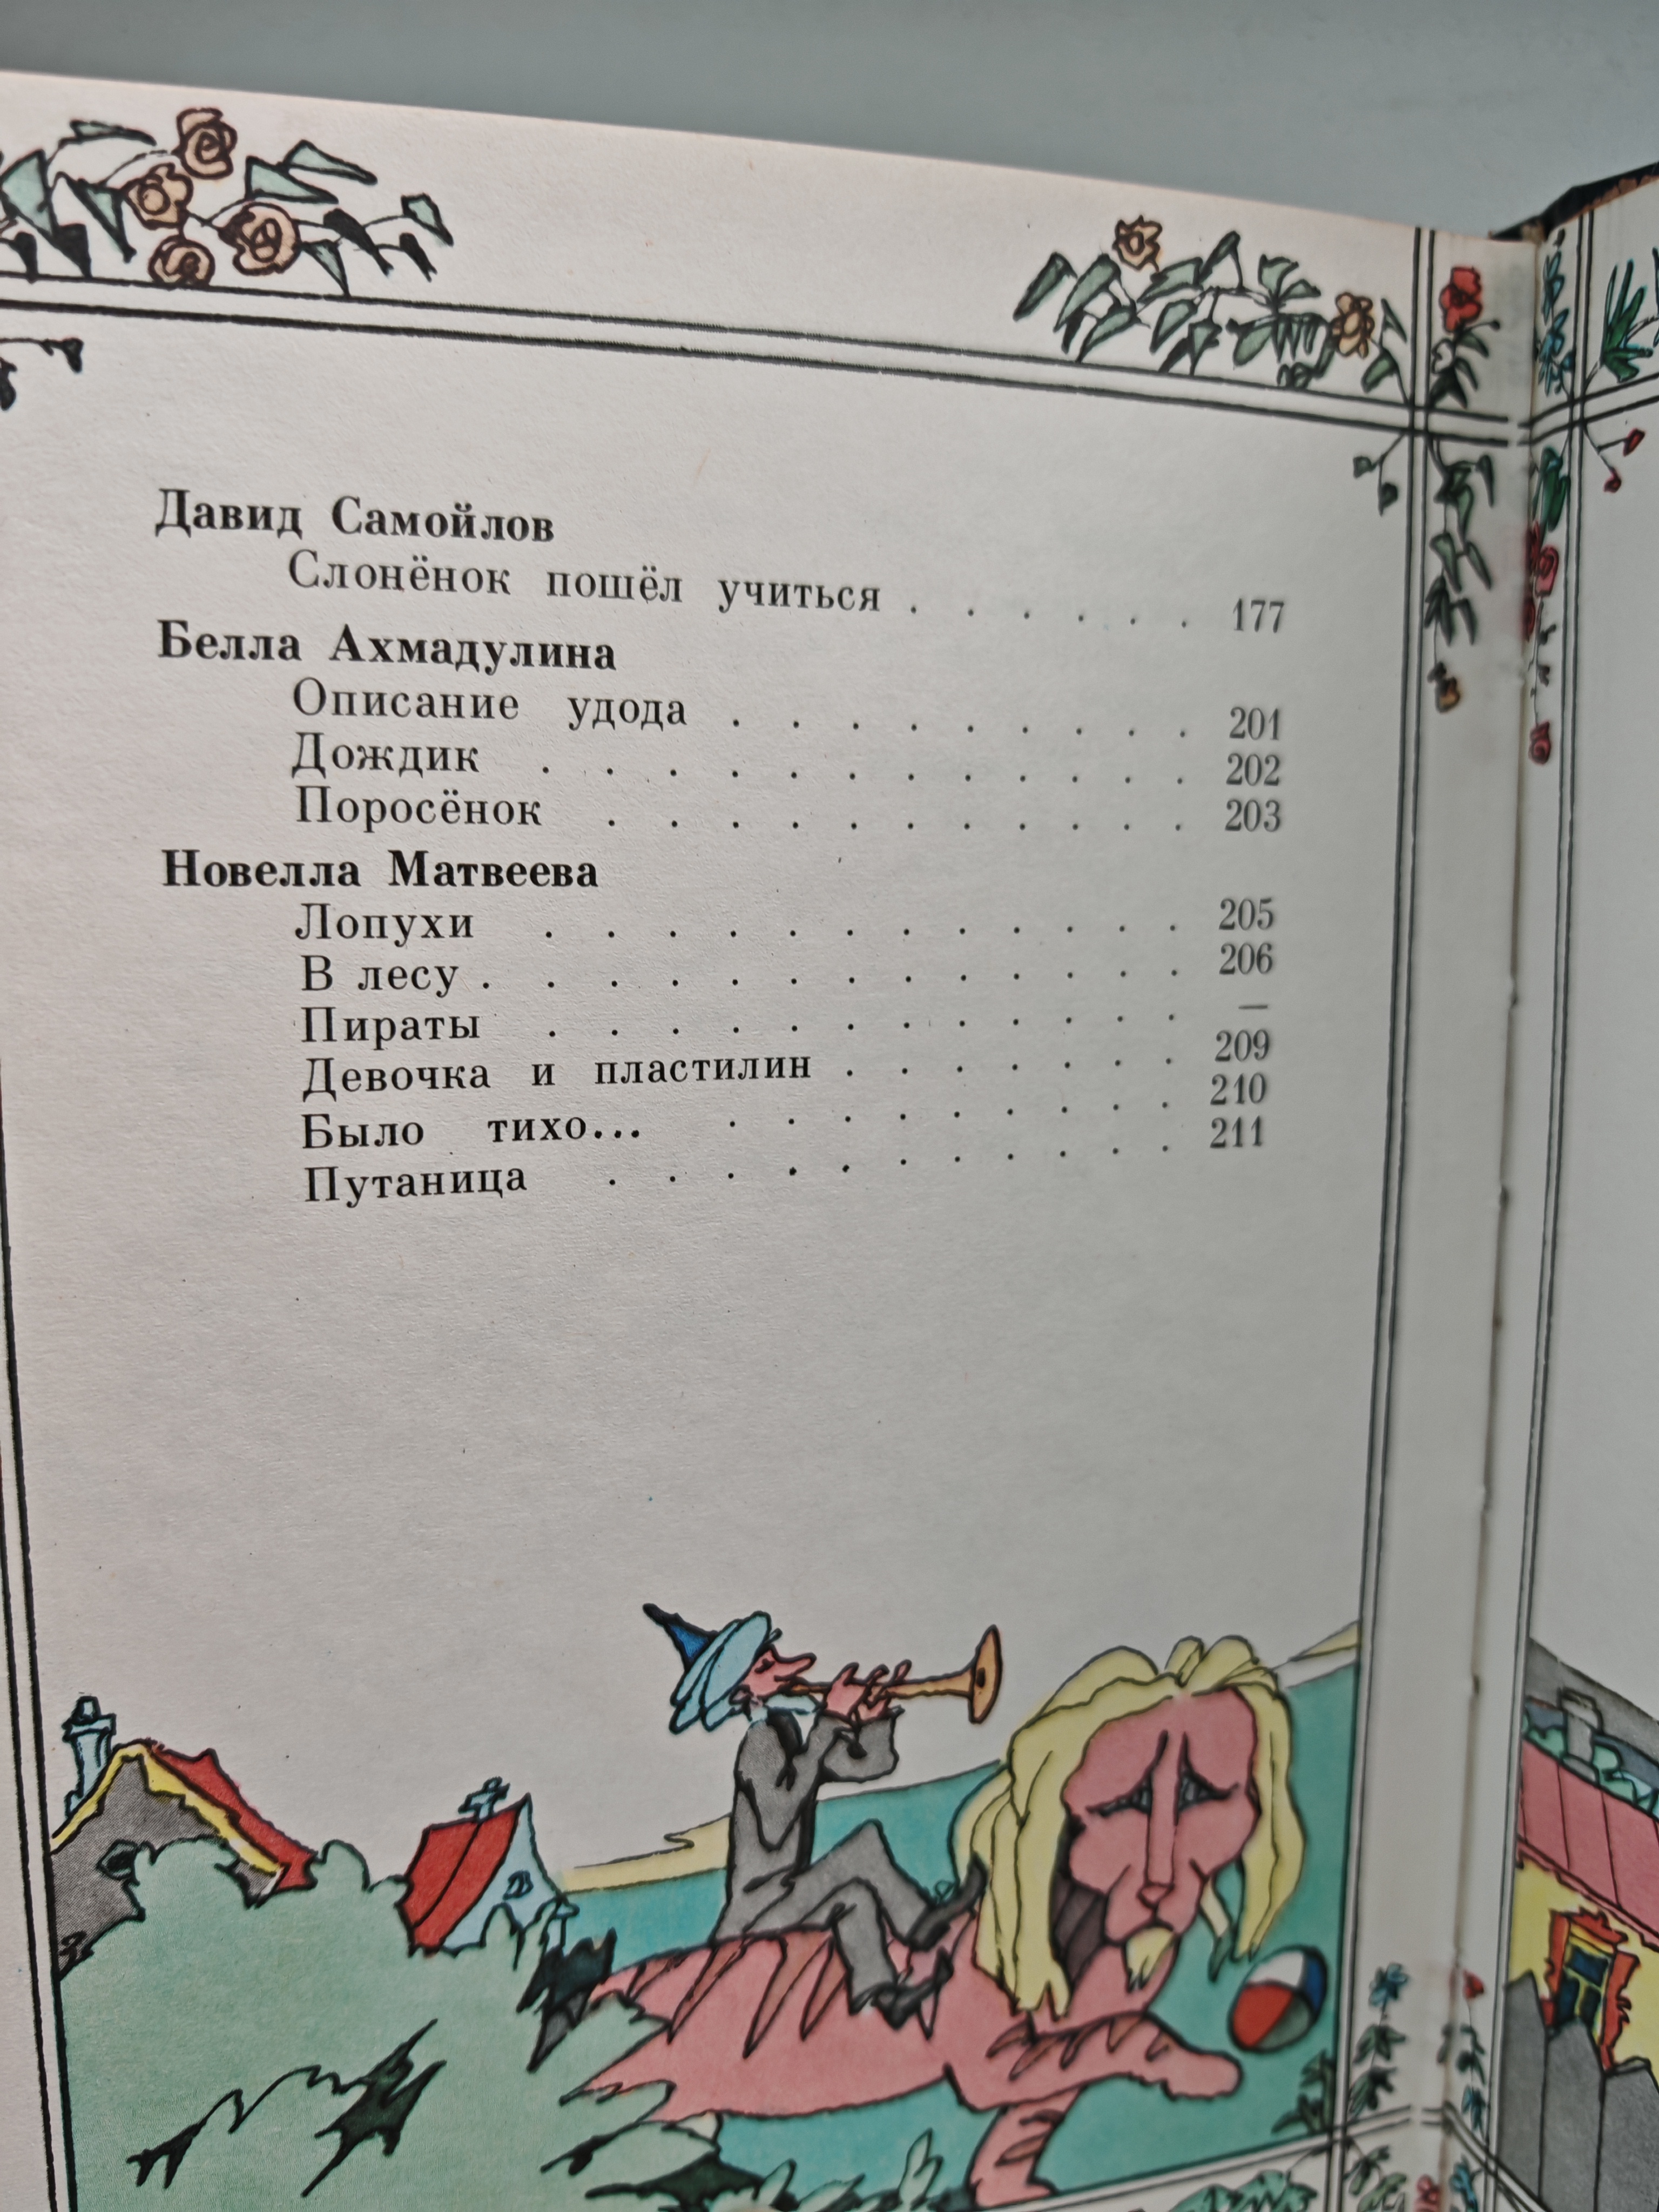 Давид Самойлов
Слонёнок пошёл учиться . . . . . . 177
Белла Ахмадулина
Описание удода . . . . . . . . . 201
Дождик . . . . . . . . . . . . 202
Поросёнок . . . . . . . . . . . 203
Новелла Матвеева
Лопухи . . . . . . . . . . . . 205
В лесу . . . . . . . . . . . . . 206
Пираты . . . . . . . . . . . . —
Девочка и пластилин . . . . . . . 209
Было тихо... . . . . . . . . . 210
Путаница . . . . . . . . . . . 211